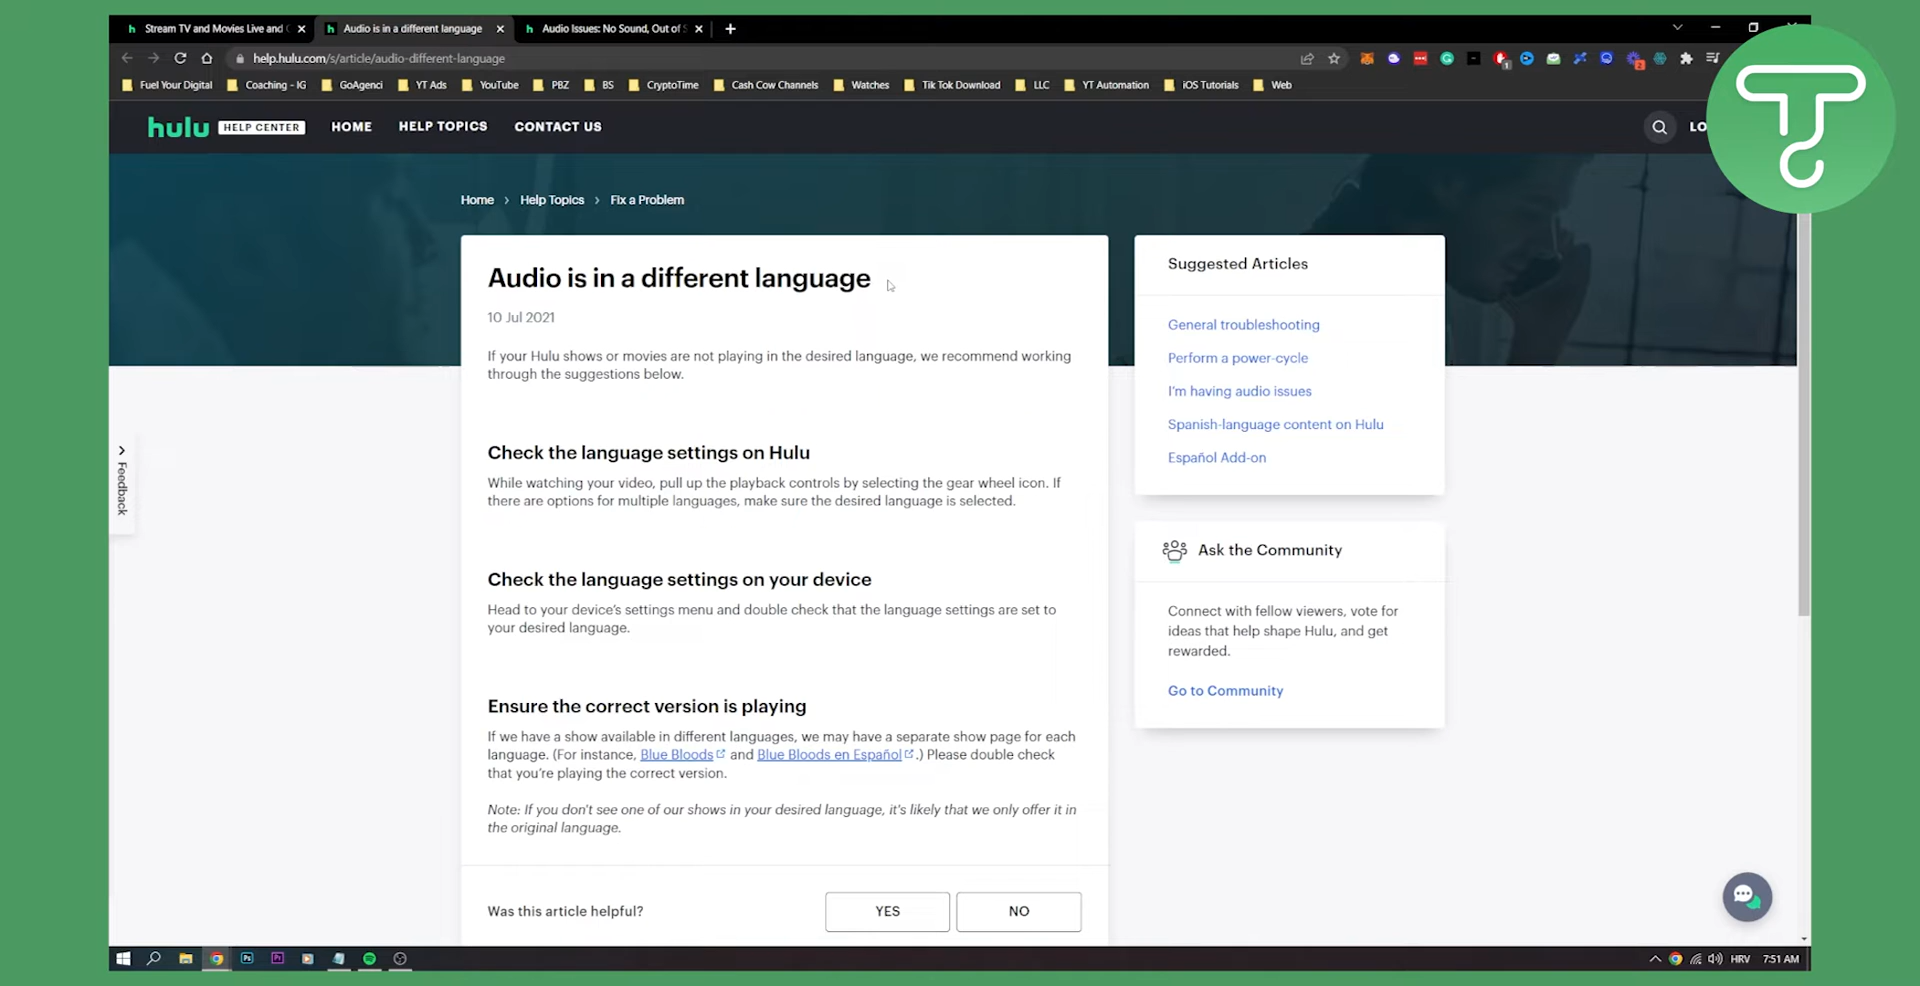 Stream TV and Movies Live and
Audio is in a different language
Audio Issues: No Sound, Out of S
help.hulu.com/s/article/audio-different-language
Fuel Your Digital
Coaching - IG
GoAgenci
YT Ads
YouTube
PBZ
BS
CryptoTime
Cash Cow Channels
Watches
Tik Tok Download
LLC
YT Automation
iOS Tutorials
Web
hulu HELP CENTER
HOME
HELP TOPICS
CONTACT US
LO
Home > Help Topics > Fix a Problem
Audio is in a different language
10 Jul 2021
If your Hulu shows or movies are not playing in the desired language, we recommend working
through the suggestions below.
Check the language settings on Hulu
While watching your video, pull up the playback controls by selecting the gear wheel icon. If
there are options for multiple languages, make sure the desired language is selected.
Check the language settings on your device
Head to your device's settings menu and double check that the language settings are set to
your desired language.
Ensure the correct version is playing
If we have a show available in different languages, we may have a separate show page for each
language. (For instance, Blue Bloods and Blue Bloods en Español.) Please double check
that you're playing the correct version.
Note: If you don't see one of our shows in your desired language, it's likely that we only offer it in
the original language.
Was this article helpful?
YES
NO
Suggested Articles
General troubleshooting
Perform a power-cycle
I'm having audio issues
Spanish-language content on Hulu
Español Add-on
Ask the Community
Connect with fellow viewers, vote for
ideas that help shape Hulu, and get
rewarded.
Go to Community
Feedback
Ps
Pr
HRV
7:51 AM